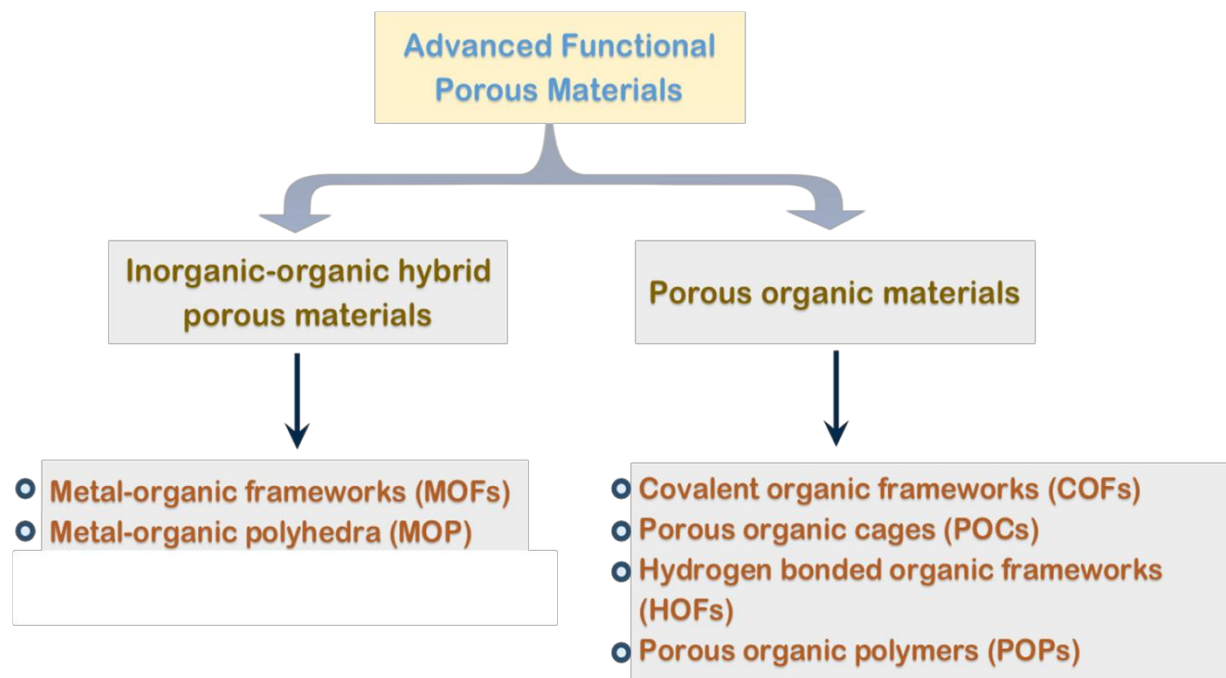 Advanced Functional
Porous Materials
Inorganic-organic hybrid
porous materials
Porous organic materials
Metal-organic frameworks (MOFs)
Metal-organic polyhedra (MOP)
Covalent organic frameworks (COFs)
Porous organic cages (POCs)
Hydrogen bonded organic frameworks
(HOFs)
Porous organic polymers (POPs)